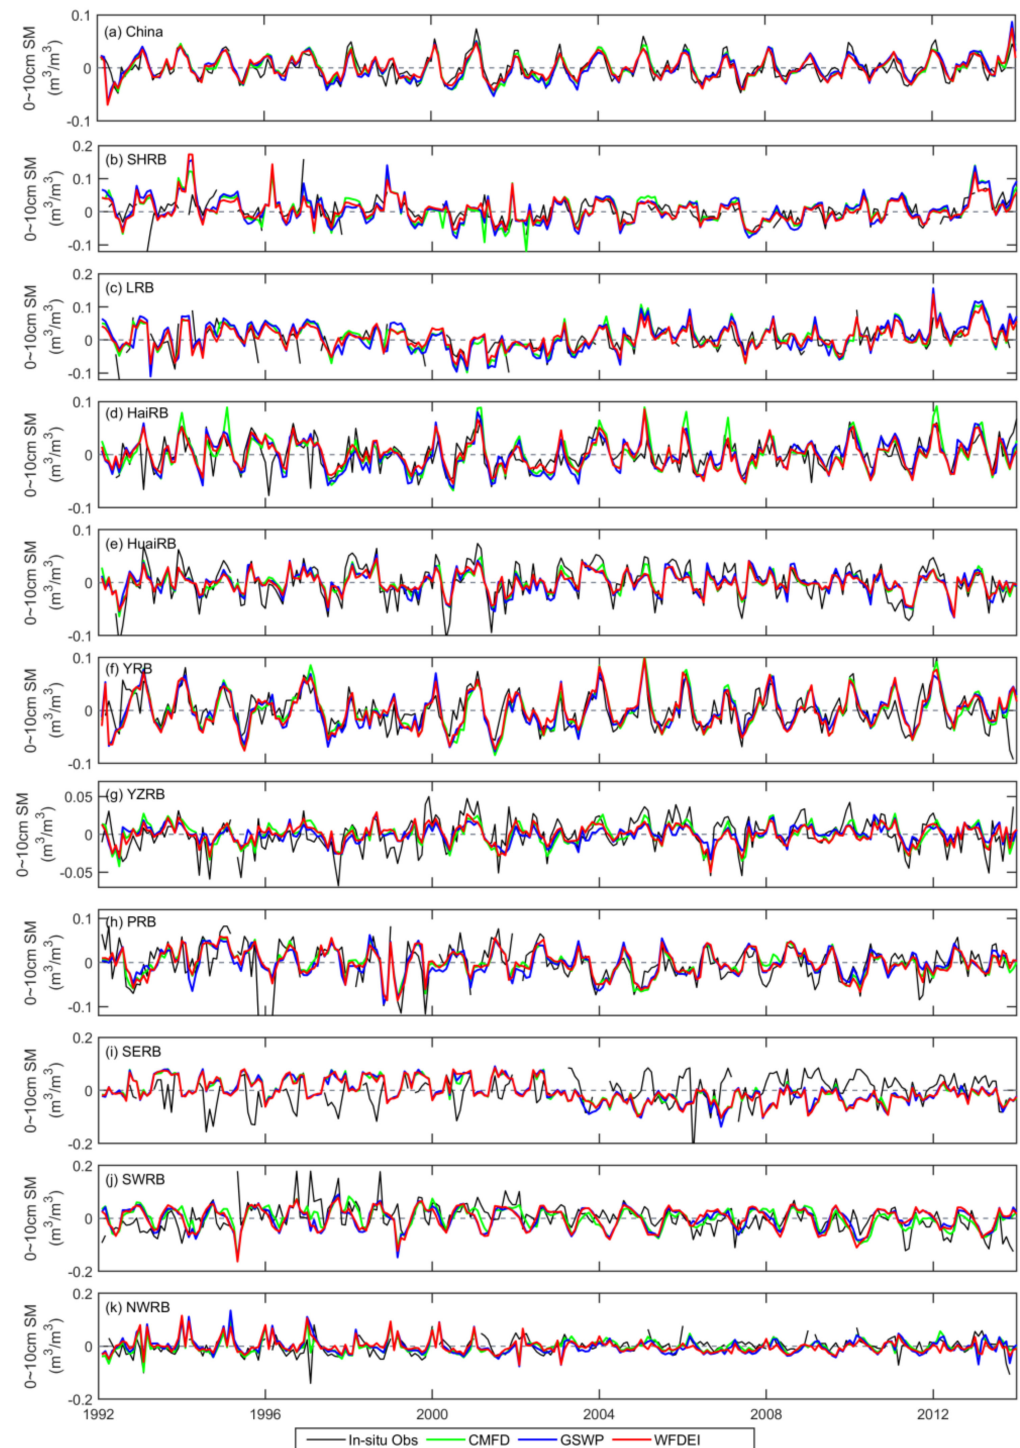 (a) China
0.1
0
-0.1
0~10cm SM
(m³/m³)
(b) SHRB
0.2
0.1
0
-0.1
0~10cm SM
(m³/m³)
(c) LRB
0.2
0.1
0
-0.1
0~10cm SM
(m³/m³)
(d) HaiRB
0.1
0
-0.1
0~10cm SM
(m³/m³)
(e) HuaiRB
0.1
0
-0.1
0~10cm SM
(m³/m³)
(f) YRB
0.1
0
-0.1
0~10cm SM
(m³/m³)
(g) YZRB
0.05
0
-0.05
0~10cm SM
(m³/m³)
(h) PRB
0.1
0
-0.1
0~10cm SM
(m³/m³)
(i) SERB
0.2
0
-0.2
0~10cm SM
(m³/m³)
(j) SWRB
0.2
0
-0.2
0~10cm SM
(m³/m³)
(k) NWRB
0.2
0
-0.2
0~10cm SM
(m³/m³)
1992 1996 2000 2004 2008 2012
In-situ Obs CMFD GSWP WFDEI